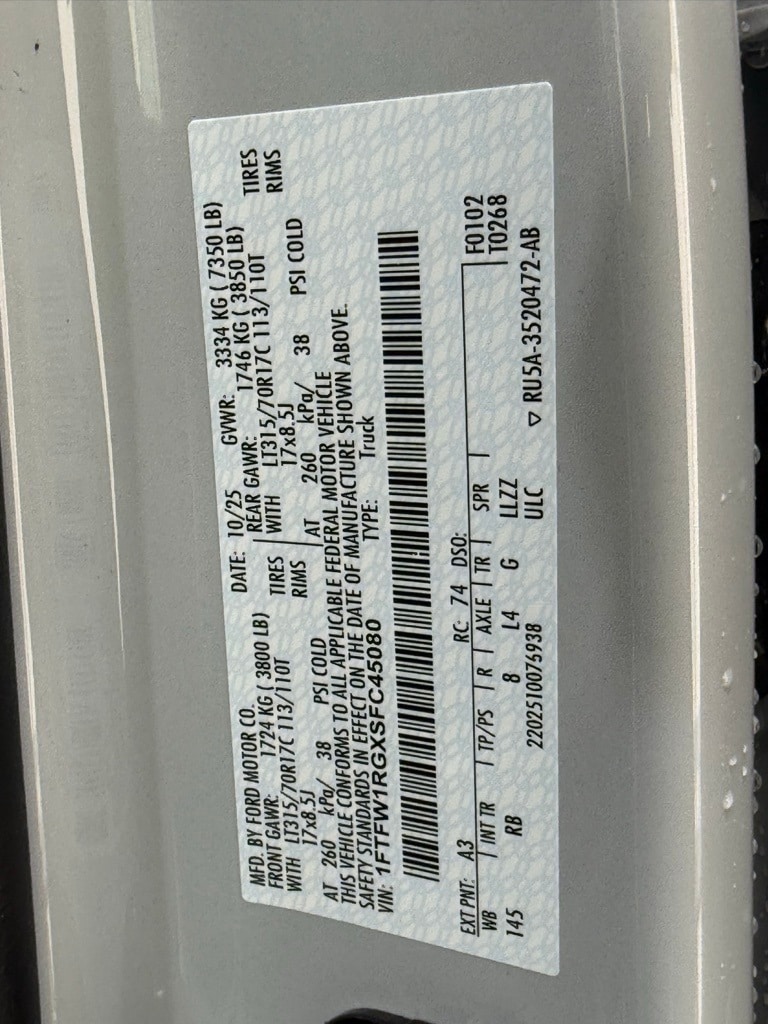 MFD. BY FORD MOTOR CO. DATE: 10/25 GVWR: 3334 KG ( 7350 LB)
FRONT GAWR: 1724 KG ( 3800 LB) REAR GAWR: 1746 KG ( 3850 LB)
WITH LT315/70R17C 113/110T TIRES WITH LT315/70R17C 113/110T TIRES
17x8.5J RIMS 17x8.5J RIMS
AT 260 kPa/ 38 PSI COLD AT 260 kPa/ 38 PSI COLD
THIS VEHICLE CONFORMS TO ALL APPLICABLE FEDERAL MOTOR VEHICLE
SAFETY STANDARDS IN EFFECT ON THE DATE OF MANUFACTURE SHOWN ABOVE.
VIN: 1FTFW1RGXSFC45080 TYPE: Truck
EXT PNT: A3 RC: 74 DSO: F0102
WB INT TR TP/PS R AXLE TR SPR T0268
145 RB 8 L4 G LLZZ
2202510076938 ULC ▽ RU5A-3520472-AB